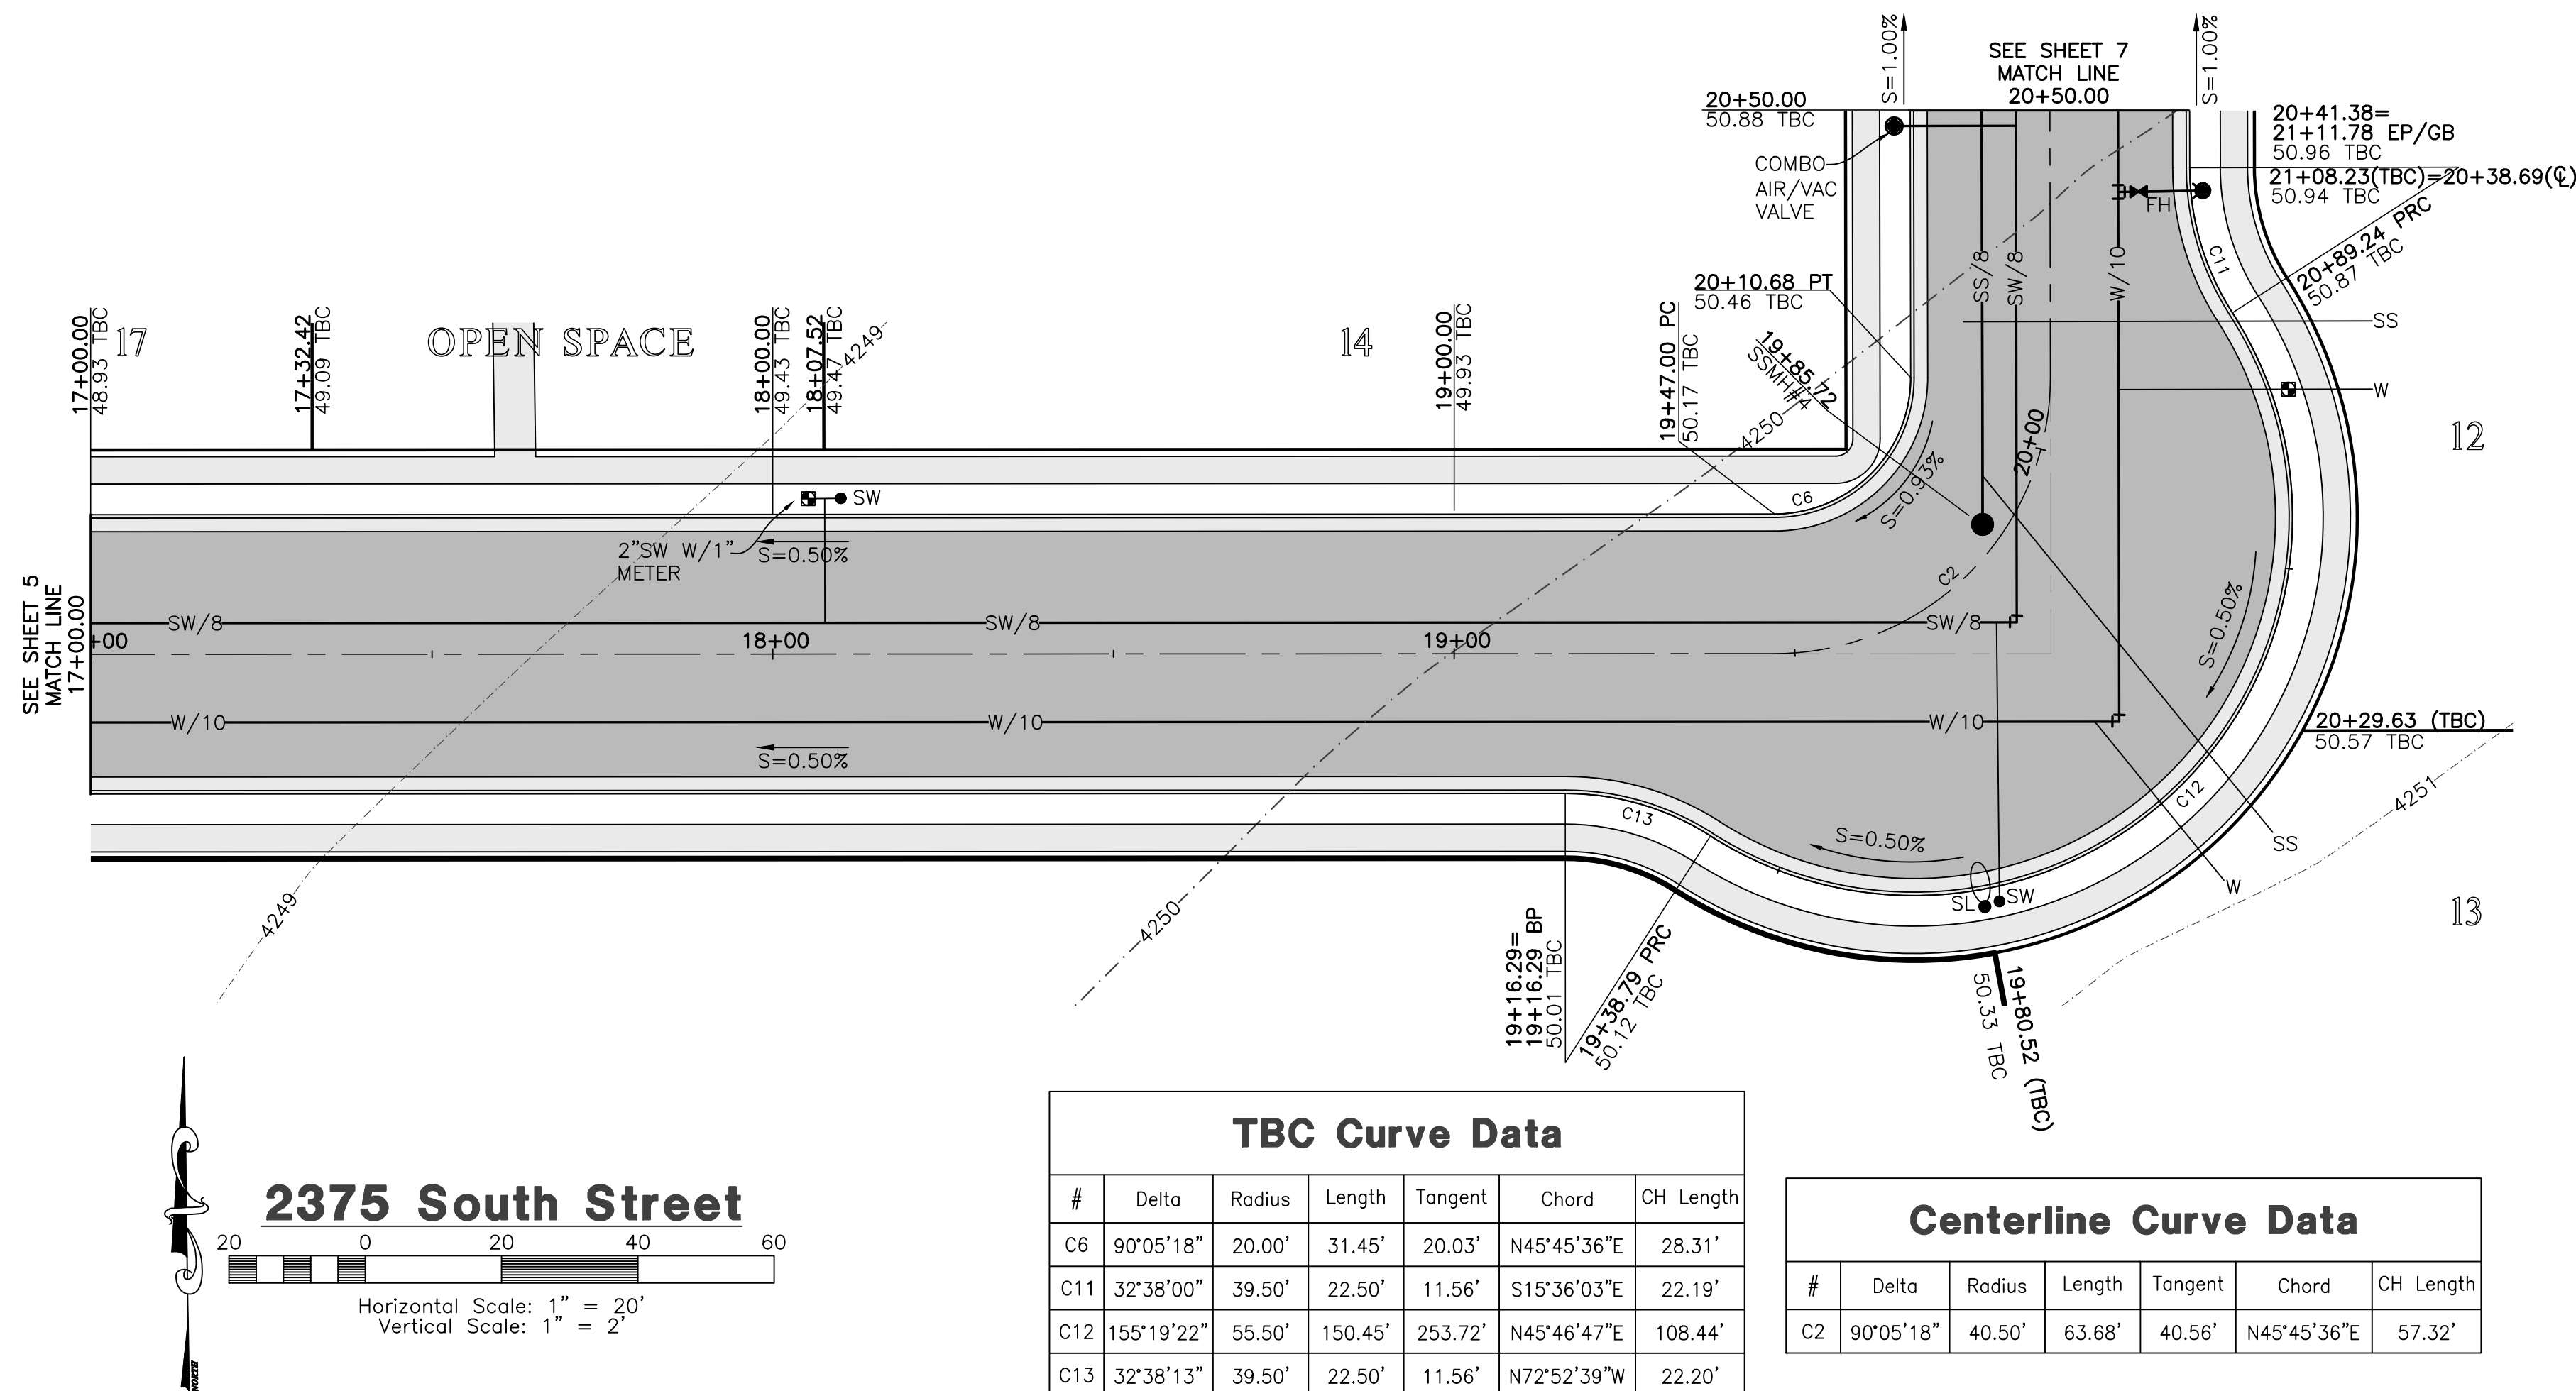 S=1.00%
SEE SHEET 7
MATCH LINE
20+50.00
S=1.00%
20+50.00
50.88 TBC
20+41.38=
21+11.78 EP/GB
50.96 TBC
21+08.23(TBC)=20+38.69(℄)
50.94 TBC
COMBO
AIR/VAC
VALVE
FH
C11
20+89.24 PRC
50.87 TBC
SS/8
SW/8
W/10
20+10.68 PT
50.46 TBC
19+47.00 PC
50.17 TBC
19+85.72
SSMH#4
17+00.00
48.93 TBC
17
17+32.42
49.09 TBC
OPEN SPACE
18+00.00
49.43 TBC
18+07.52
49.47 TBC
4249
19+00.00
49.93 TBC
14
4250
SS
W
12
20+00
S=0.93%
C6
C2
SW
2"SW W/1"
METER
S=0.50%
SEE SHEET 5
MATCH LINE
17+00.00
SW/8
SW/8
SW/8
+00
18+00
19+00
W/10
W/10
W/10
S=0.50%
S=0.50%
20+29.63 (TBC)
50.57 TBC
4251
C12
C13
S=0.50%
SS
W
SL
SW
13
4249
4250
19+16.29=
19+16.29 BP
50.01 TBC
19+38.79 PRC
50.12 TBC
19+80.52 (TBC)
50.33 TBC
NORTH
2375 South Street
20 0 20 40 60
Horizontal Scale: 1" = 20'
Vertical Scale: 1" = 2'
TBC Curve Data
# Delta Radius Length Tangent Chord CH Length
C6 90°05'18" 20.00' 31.45' 20.03' N45°45'36"E 28.31'
C11 32°38'00" 39.50' 22.50' 11.56' S15°36'03"E 22.19'
C12 155°19'22" 55.50' 150.45' 253.72' N45°46'47"E 108.44'
C13 32°38'13" 39.50' 22.50' 11.56' N72°52'39"W 22.20'
Centerline Curve Data
# Delta Radius Length Tangent Chord CH Length
C2 90°05'18" 40.50' 63.68' 40.56' N45°45'36"E 57.32'